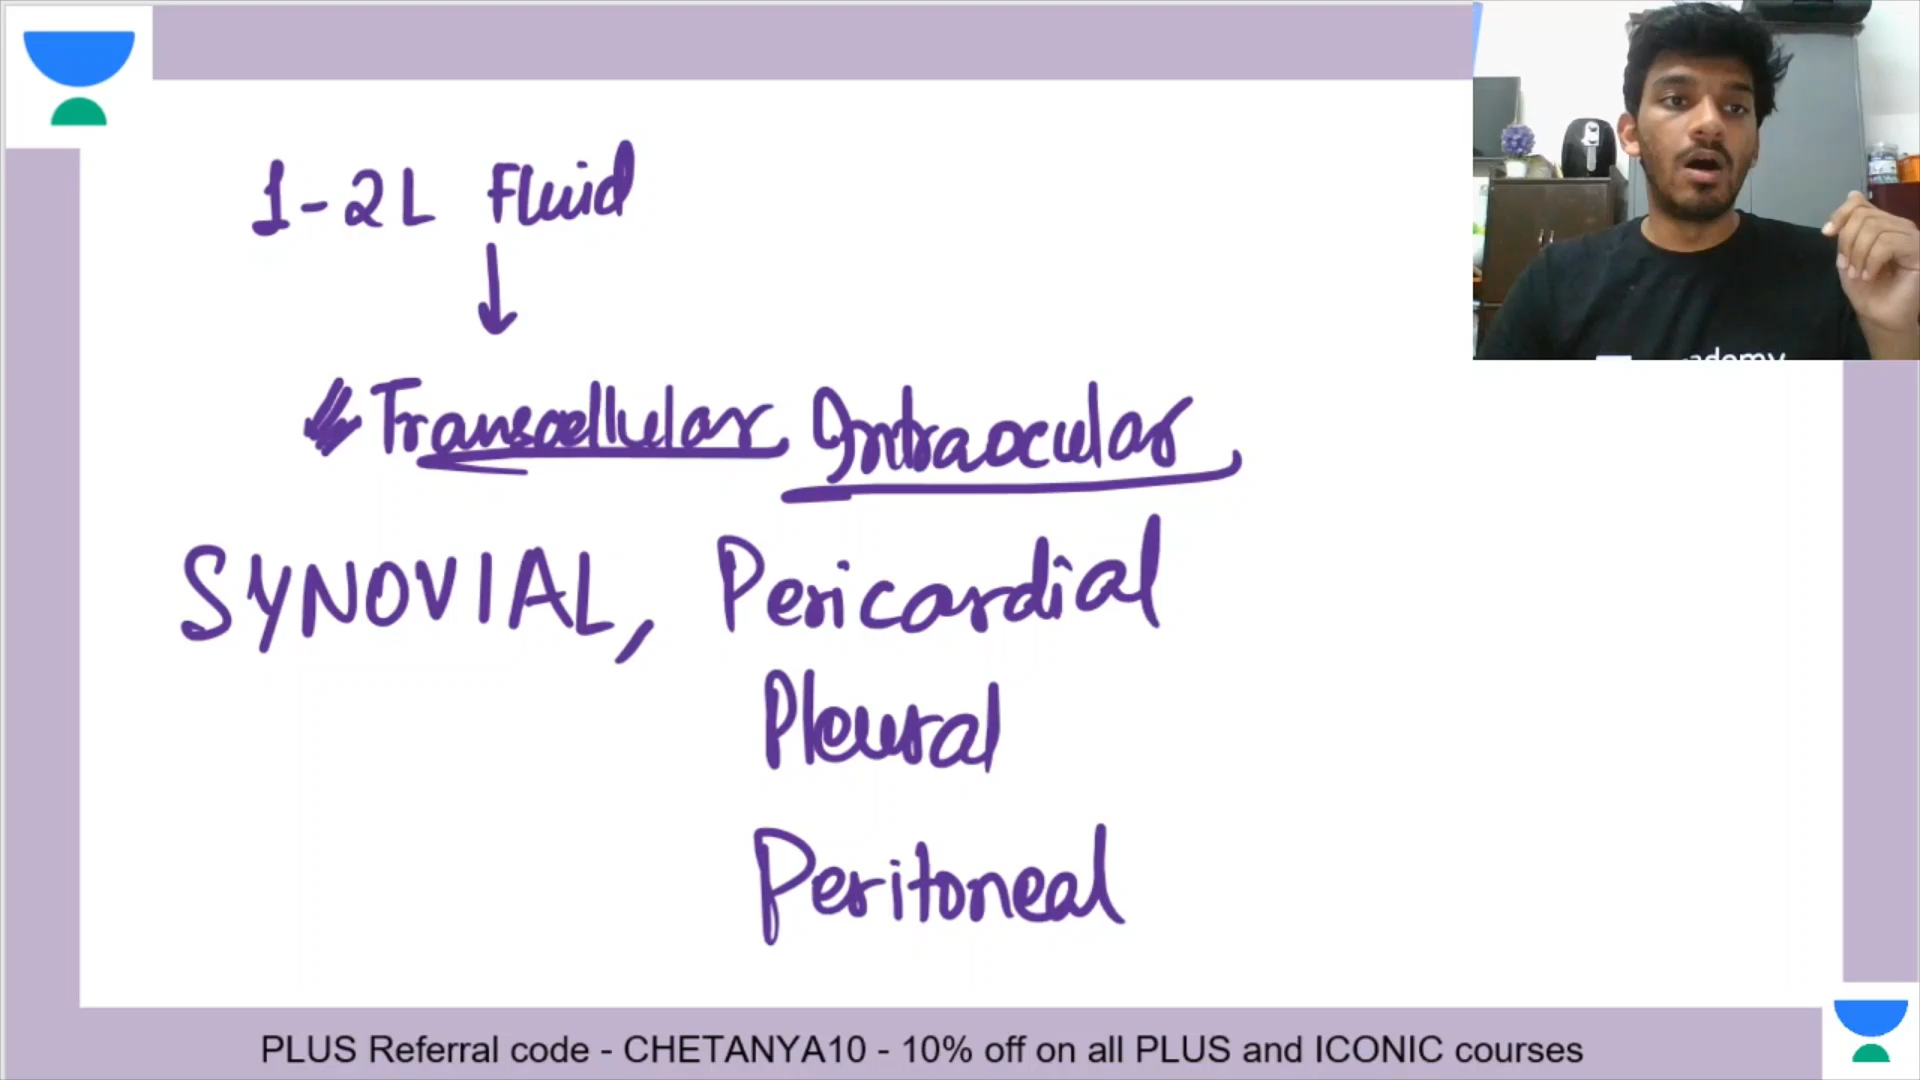 1-2L Fluid
Transcellular Intraocular
SYNOVIAL, Pericardial
Pleural
Peritoneal
PLUS Referral code - CHETANYA10 - 10% off on all PLUS and ICONIC courses